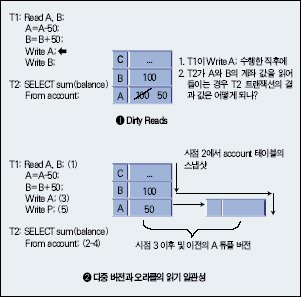 T1: Read A, B;
A=A-50;
B=B+50;
Write A; ←
Write B;
T2: SELECT sum(balance)
From account;
C ...
B 100
A 100 50
1. T1이 Write A; 수행한 직후에
2. T2가 A와 B의 계좌 값을 읽어
들이는 경우 T2 트랜잭션의 결
과 값은 어떻게 되나?
❶ Dirty Reads
T1: Read A, B; (1)
A=A-50;
B=B+50;
Write A; (3)
Write P; (5)
T2: SELECT sum(balance)
From account; (2-4)
C ...
B 100
A 50
시점 2에서 account 테이블의
스냅샷
시점 3 이후 및 이전의 A 튜플 버전
❷ 다중 버전과 오라클의 읽기 일관성